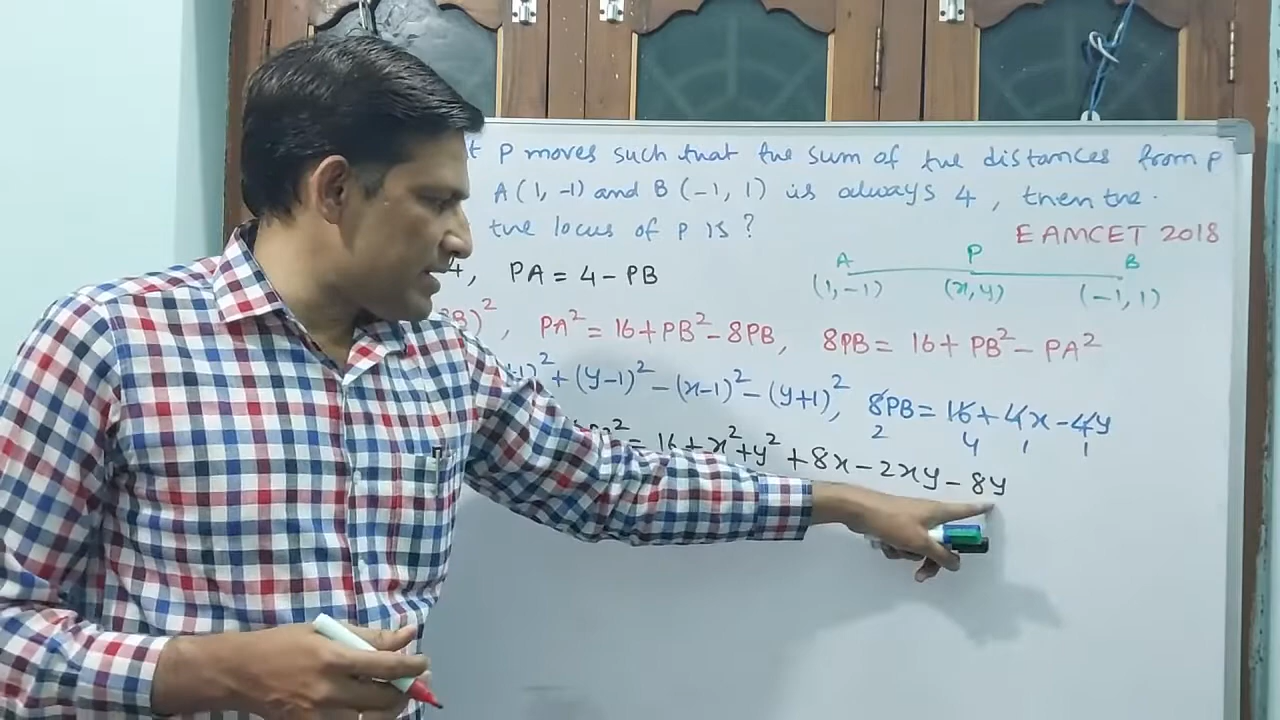 t P moves such that the sum of the distances from P
A (1, -1) and B (-1, 1) is always 4, then the.
the locus of P is?
EAMCET 2018
4, PA = 4 - PB
A P B
(1, -1) (x, y) (-1, 1)
B)², PA² = 16 + PB² - 8PB, 8PB = 16 + PB² - PA²
+1)² + (y-1)² - (x-1)² - (y+1)², 8PB = 16 + 4x - 4y
2 4 1 1
= 16 + x² + y² + 8x - 2xy - 8y